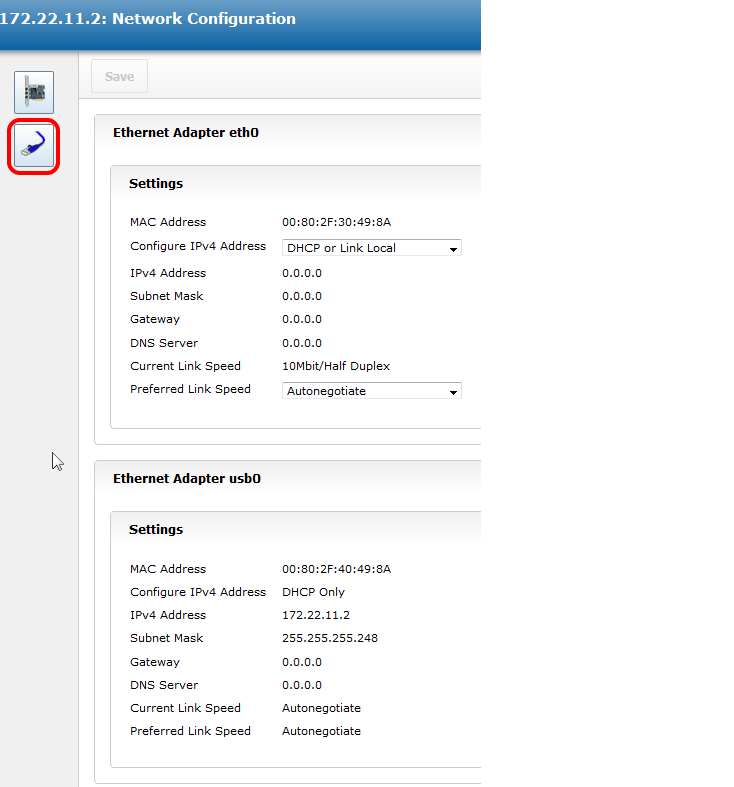 172.22.11.2: Network Configuration
Save
Ethernet Adapter eth0
Settings
MAC Address 00:80:2F:30:49:8A
Configure IPv4 Address DHCP or Link Local
IPv4 Address 0.0.0.0
Subnet Mask 0.0.0.0
Gateway 0.0.0.0
DNS Server 0.0.0.0
Current Link Speed 10Mbit/Half Duplex
Preferred Link Speed Autonegotiate
Ethernet Adapter usb0
Settings
MAC Address 00:80:2F:40:49:8A
Configure IPv4 Address DHCP Only
IPv4 Address 172.22.11.2
Subnet Mask 255.255.255.248
Gateway 0.0.0.0
DNS Server 0.0.0.0
Current Link Speed Autonegotiate
Preferred Link Speed Autonegotiate